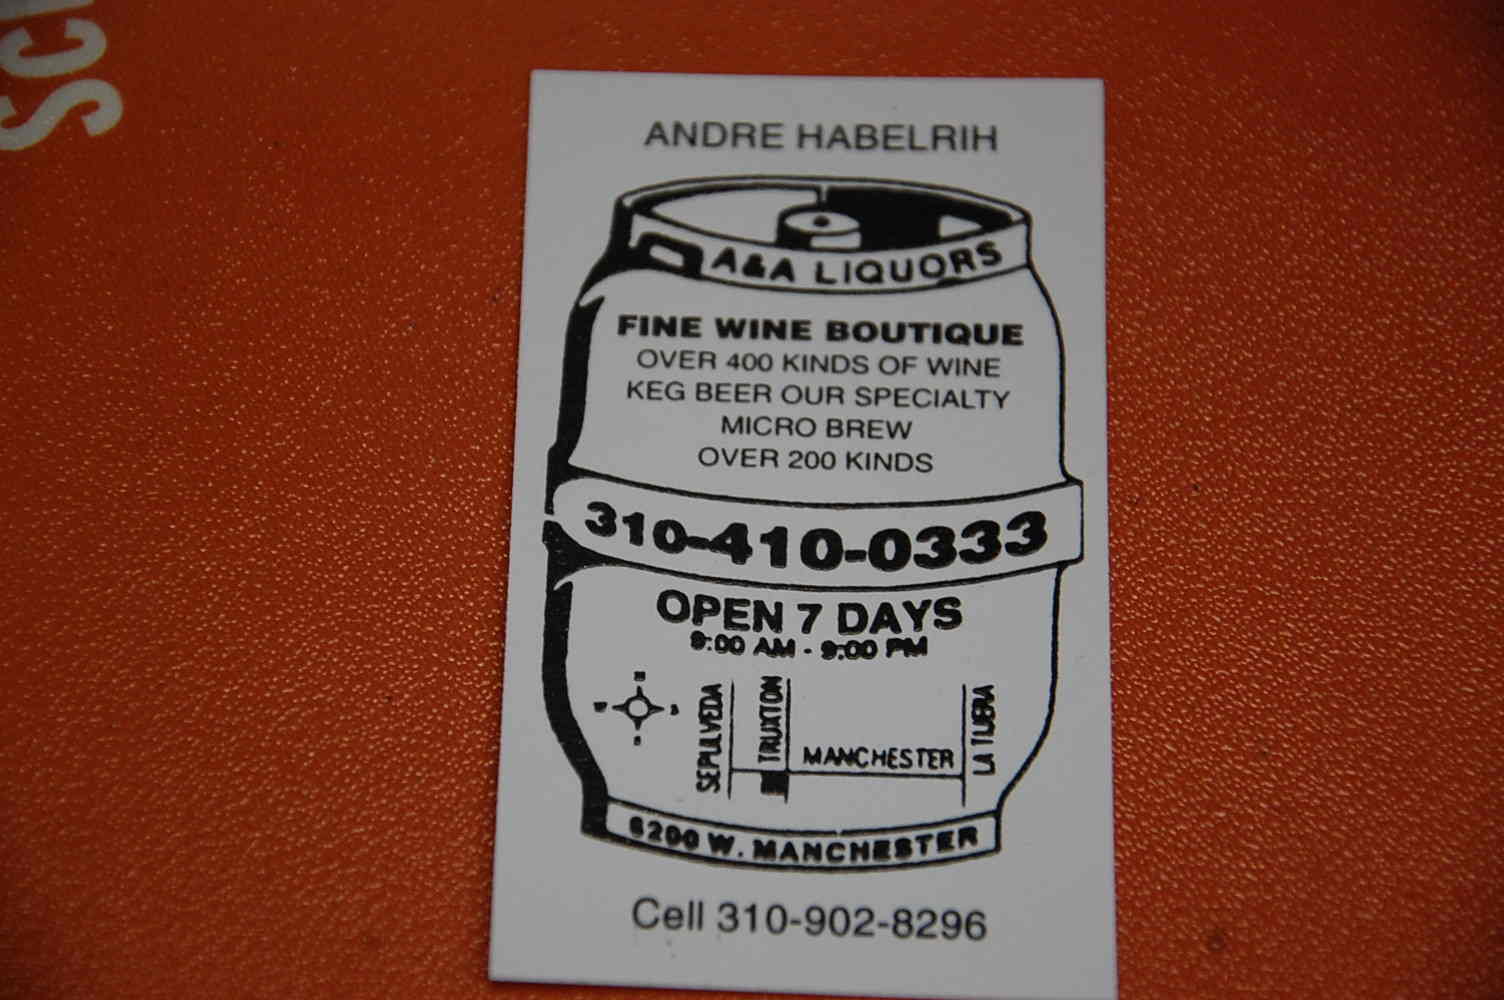 SCI
ANDRE HABELRIH
A&A LIQUORS
FINE WINE BOUTIQUE
OVER 400 KINDS OF WINE
KEG BEER OUR SPECIALTY
MICRO BREW
OVER 200 KINDS
310-410-0333
OPEN 7 DAYS
9:00 AM - 9:00 PM
SEPULVEDA
TRUXTON
MANCHESTER
LA TIJERA
6200 W. MANCHESTER
Cell 310-902-8296